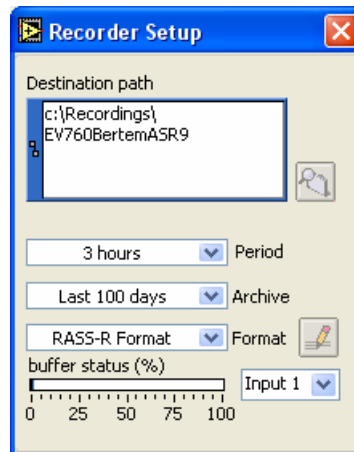 Recorder Setup
Destination path
c:\Recordings\
EV760BertemASR9
3 hours Period
Last 100 days Archive
RASS-R Format Format
buffer status (%)
Input 1
0 25 50 75 100